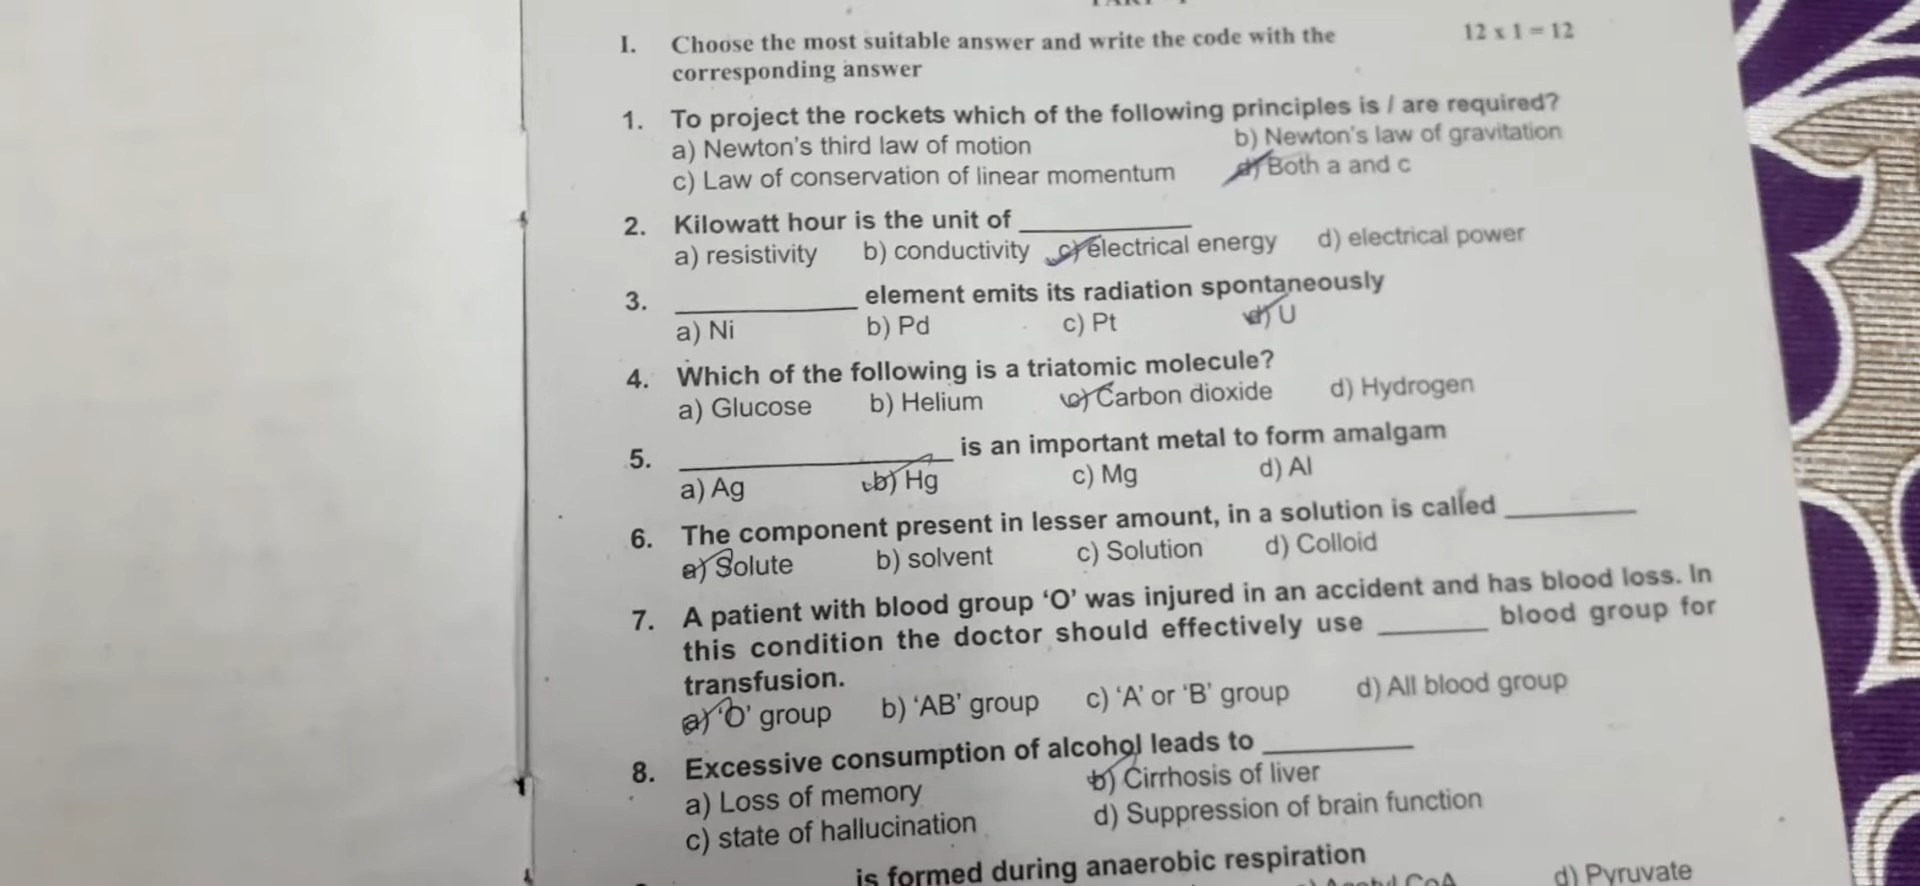 I. Choose the most suitable answer and write the code with the 12 x 1 = 12
corresponding answer
1. To project the rockets which of the following principles is / are required?
a) Newton's third law of motion b) Newton's law of gravitation
c) Law of conservation of linear momentum d) Both a and c
2. Kilowatt hour is the unit of __________
a) resistivity b) conductivity c) electrical energy d) electrical power
3. __________ element emits its radiation spontaneously
a) Ni b) Pd c) Pt d) U
4. Which of the following is a triatomic molecule?
a) Glucose b) Helium c) Carbon dioxide d) Hydrogen
5. __________ is an important metal to form amalgam
a) Ag b) Hg c) Mg d) Al
6. The component present in lesser amount, in a solution is called __________
a) Solute b) solvent c) Solution d) Colloid
7. A patient with blood group ‘O’ was injured in an accident and has blood loss. In
this condition the doctor should effectively use ________ blood group for
transfusion.
a) ‘O’ group b) ‘AB’ group c) ‘A’ or ‘B’ group d) All blood group
8. Excessive consumption of alcohol leads to __________
a) Loss of memory b) Cirrhosis of liver
c) state of hallucination d) Suppression of brain function
is formed during anaerobic respiration
d) Pyruvate